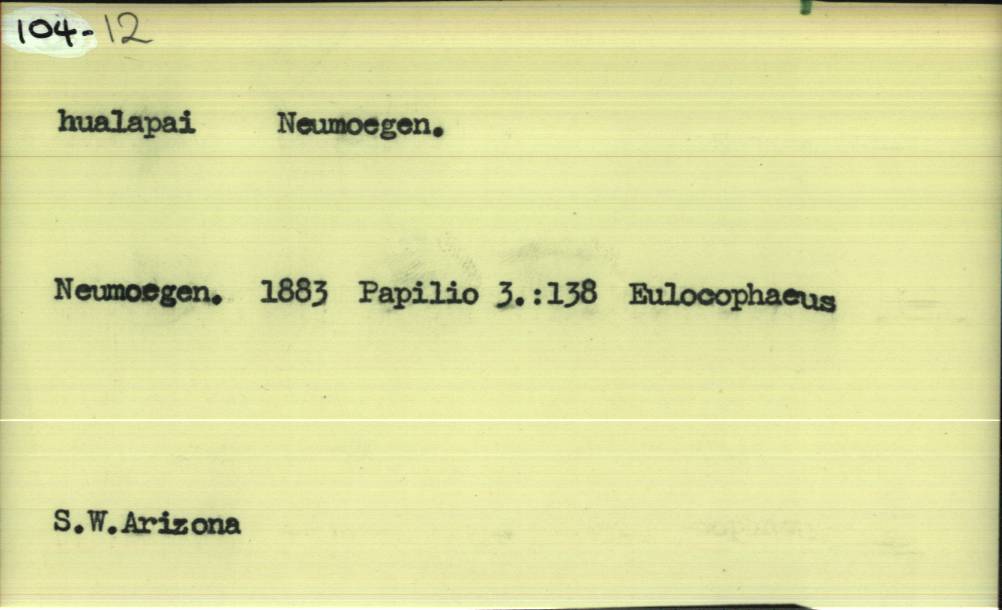 104-12
hualapai Neumoegen.
Neumoegen. 1883 Papilio 3.:138 Eulocophaeus
S.W.Arizona